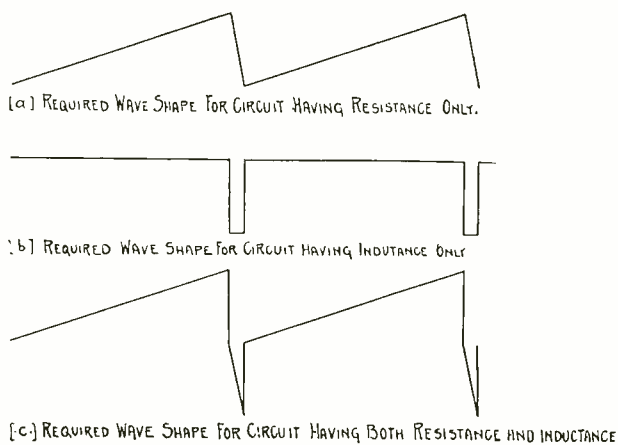 [a] REQUIRED WAVE SHAPE FOR CIRCUIT HAVING RESISTANCE ONLY.
[b] REQUIRED WAVE SHAPE FOR CIRCUIT HAVING INDUTANCE ONLY
[.c.] REQUIRED WAVE SHAPE FOR CIRCUIT HAVING BOTH RESISTANCE AND INDUCTANCE